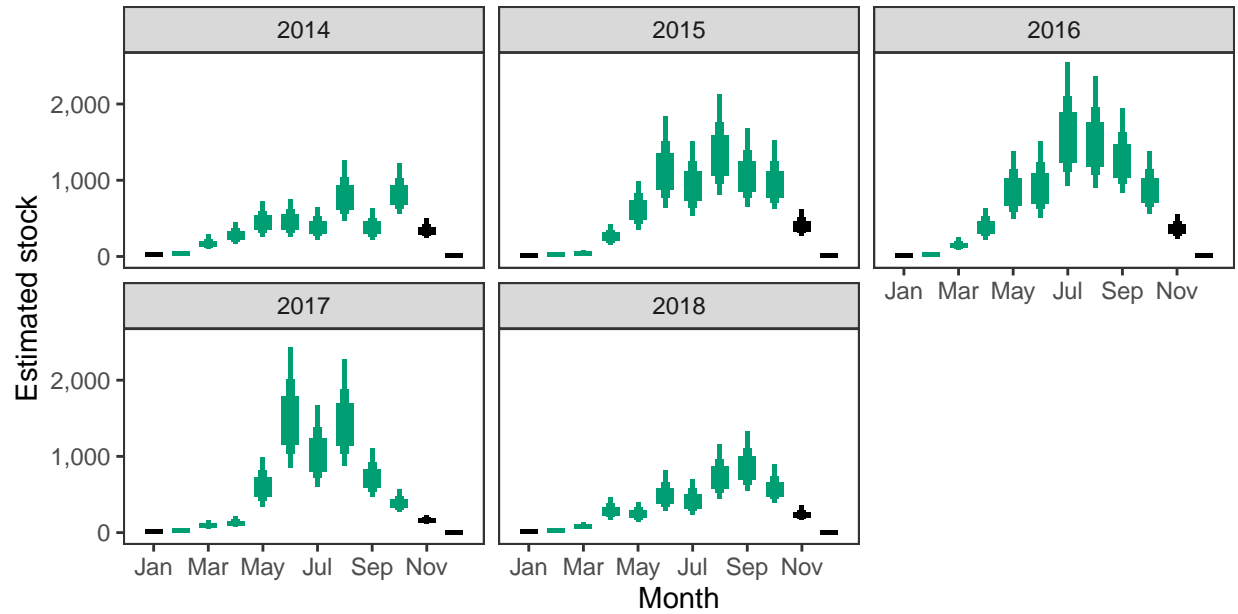 2014 2015 2016
2,000
1,000
0
Jan Mar May Jul Sep Nov
2017 2018
2,000
1,000
0
Jan Mar May Jul Sep Nov Jan Mar May Jul Sep Nov
Estimated stock
Month